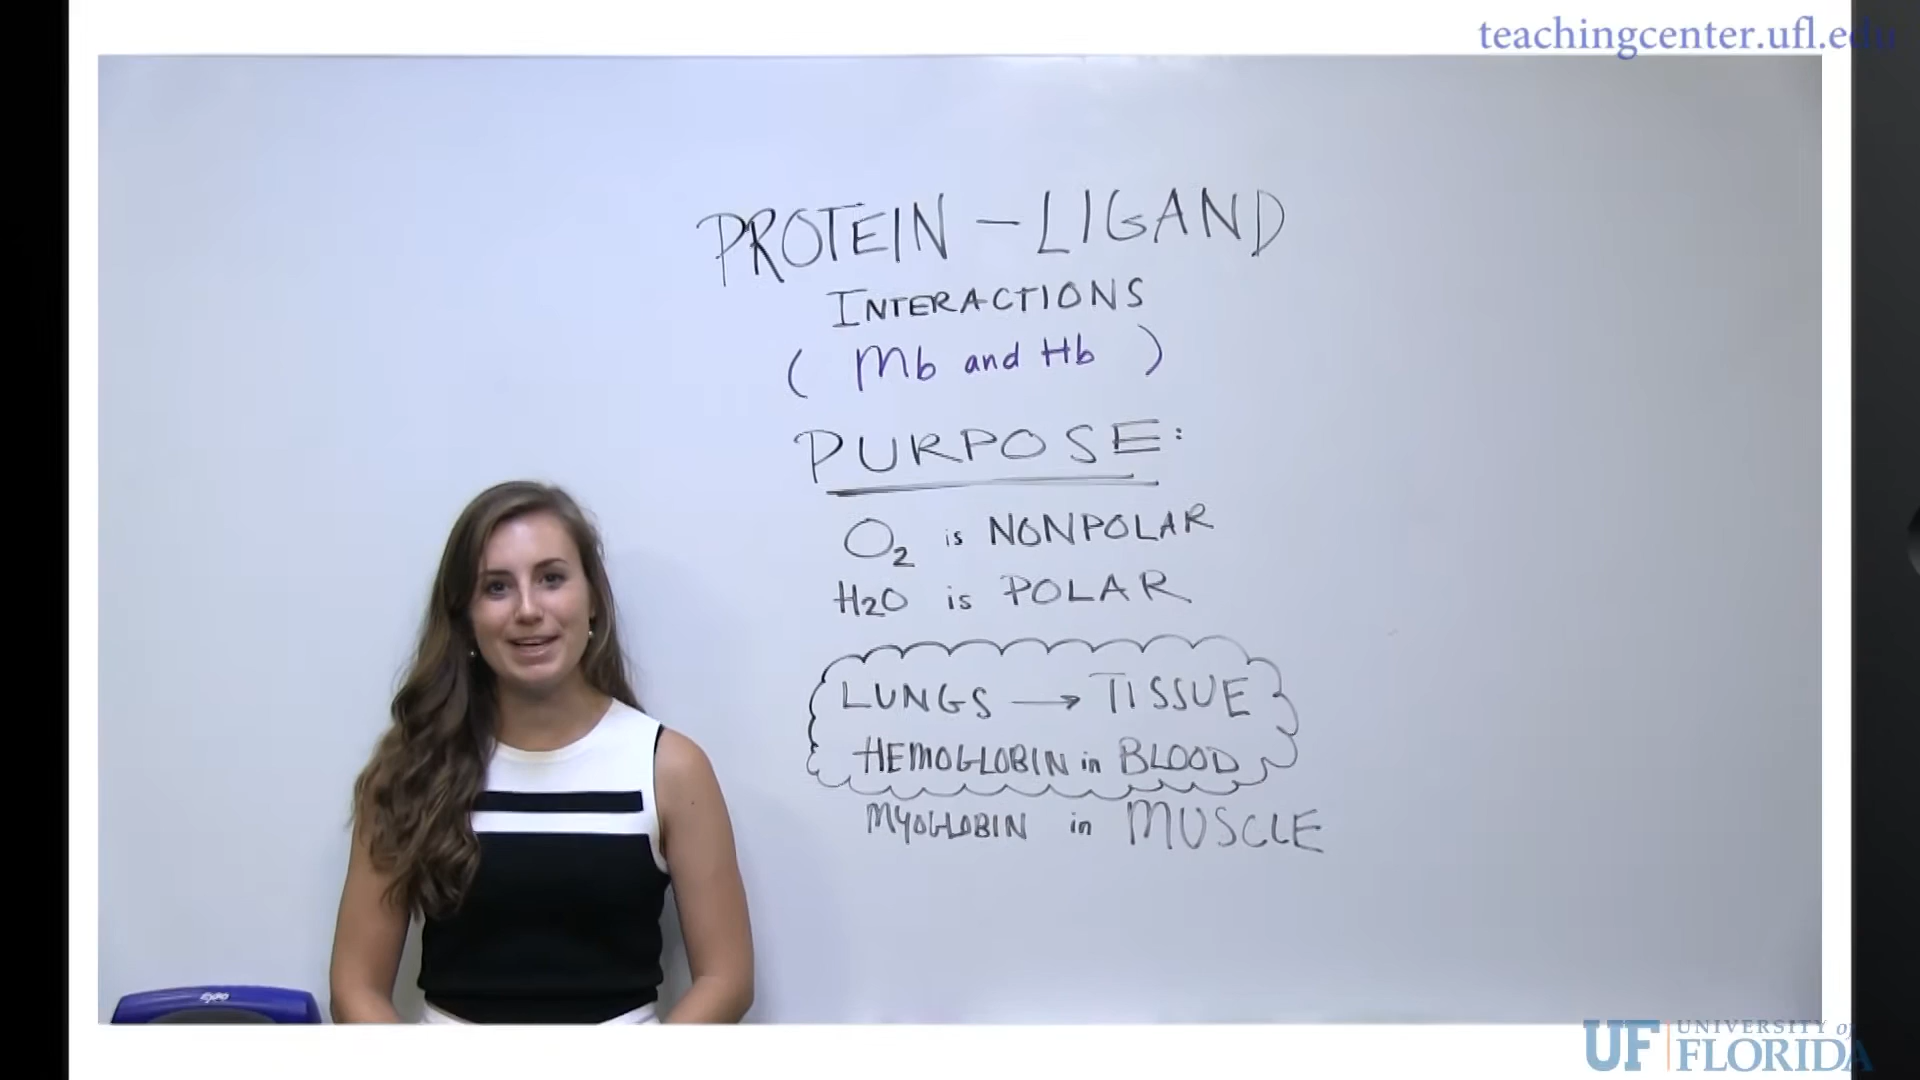 teachingcenter.ufl.edu
PROTEIN - LIGAND
INTERACTIONS
( Mb and Hb )
PURPOSE:
O2 is NONPOLAR
H2O is POLAR
LUNGS → TISSUE
HEMOGLOBIN in BLOOD
MYOGLOBIN in MUSCLE
EXPO
UF UNIVERSITY of
FLORIDA